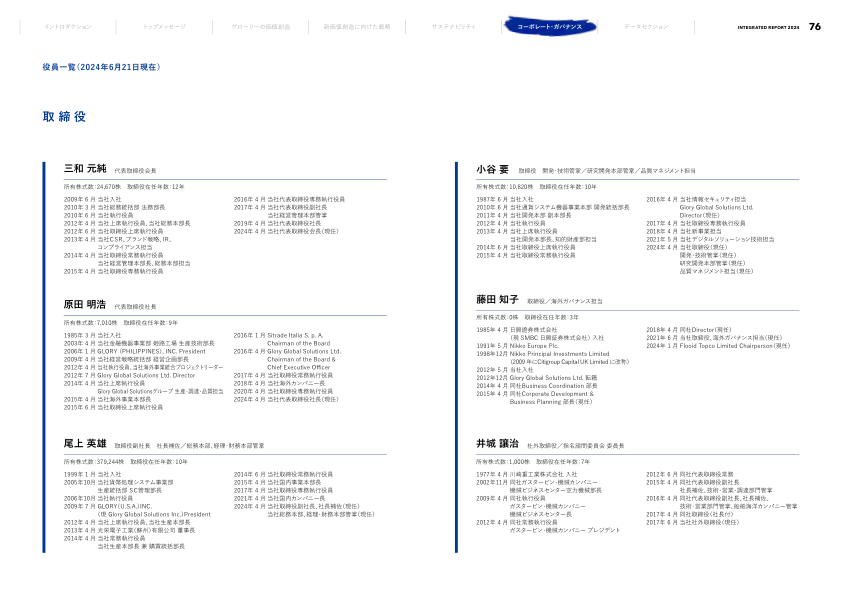 イントロダクション
トップメッセージ
グローリーの価値創造
新価値創造に向けた戦略
サステナビリティ
コーポレート・ガバナンス
データセクション
INTEGRATED REPORT 2024 76
役員一覧（2024年6月21日現在）
取締役
三和 元純 代表取締役会長
所有株式数：24,670株 取締役在任年数：12年
2009年 6月 当社入社
2010年 3月 当社総務統括部 法務部長
2010年 6月 当社執行役員
2012年 4月 当社上席執行役員、当社総務本部長
2012年 6月 当社取締役上席執行役員
2013年 4月 当社CSR、ブランド戦略、IR、
コンプライアンス担当
2014年 4月 当社取締役常務執行役員
当社経営管理本部長、総務本部担当
2015年 4月 当社取締役専務執行役員
2016年 4月 当社代表取締役専務執行役員
2017年 4月 当社代表取締役副社長
当社経営管理本部管掌
2019年 4月 当社代表取締役社長
2024年 4月 当社代表取締役会長（現任）
原田 明浩 代表取締役社長
所有株式数：7,010株 取締役在任年数：9年
1985年 3月 当社入社
2003年 4月 当社金融機器事業部 姫路工場 生産技術部長
2006年 1月 GLORY (PHILIPPINES), INC. President
2009年 4月 当社経営戦略統括部 経営企画部長
2012年 4月 当社執行役員、当社海外事業統合プロジェクトリーダー
2012年 7月 Glory Global Solutions Ltd. Director
2014年 4月 当社上席執行役員
Glory Global Solutionsグループ 生産・調達・品質担当
2015年 4月 当社海外事業本部長
2015年 6月 当社取締役上席執行役員
2016年 1月 Sitrade Italia S. p. A.
Chairman of the Board
2016年 4月 Glory Global Solutions Ltd.
Chairman of the Board &
Chief Executive Officer
2017年 4月 当社取締役常務執行役員
2018年 4月 当社海外カンパニー長
2020年 4月 当社取締役専務執行役員
2024年 4月 当社代表取締役社長（現任）
尾上 英雄 取締役副社長 社長補佐／総務本部、経理・財務本部管掌
所有株式数：379,244株 取締役在任年数：10年
1999年 1月 当社入社
2005年10月 当社貨幣処理システム事業部
生産統括部 SC管理部長
2006年10月 当社執行役員
2009年 7月 GLORY(U.S.A)INC.
（現 Glory Global Solutions Inc.）President
2012年 4月 当社上席執行役員、当社生産本部長
2013年 4月 光栄電子工業（蘇州）有限公司 董事長
2014年 4月 当社常務執行役員
当社生産本部長 兼 購買統括部長
2014年 6月 当社取締役常務執行役員
2015年 4月 当社国内事業本部長
2017年 4月 当社取締役専務執行役員
2021年 4月 当社国内カンパニー長
2024年 4月 当社取締役副社長、社長補佐（現任）
当社総務本部、経理・財務本部管掌（現任）
小谷 要 取締役 開発・技術管掌／研究開発本部管掌／品質マネジメント担当
所有株式数：10,820株 取締役在任年数：10年
1987年 6月 当社入社
2010年 6月 当社通貨システム機器事業本部 開発統括部長
2011年 4月 当社開発本部 副本部長
2012年 4月 当社執行役員
2013年 4月 当社上席執行役員
当社開発本部長、知的財産部担当
2014年 6月 当社取締役上席執行役員
2015年 4月 当社取締役常務執行役員
2016年 4月 当社情報セキュリティ担当
Glory Global Solutions Ltd.
Director（現任）
2017年 4月 当社取締役専務執行役員
2018年 4月 当社新事業担当
2021年 5月 当社デジタルソリューション技術担当
2024年 4月 当社取締役（現任）
開発・技術管掌（現任）
研究開発本部管掌（現任）
品質マネジメント担当（現任）
藤田 知子 取締役／海外ガバナンス担当
所有株式：0株 取締役在任年数：3年
1985年 4月 日興證券株式会社
（現 SMBC 日興証券株式会社）入社
1991年 5月 Nikko Europe Plc.
1998年12月 Nikko Principal Investments Limited
（2009 年にCitigroup Capital UK Limited に改称）
2012年 5月 当社入社
2012年12月 Glory Global Solutions Ltd. 転籍
2014年 4月 同社Business Coordination 部長
2015年 4月 同社Corporate Development &
Business Planning 部長（現任）
2018年 4月 同社Director（現任）
2021年 6月 当社取締役、海外ガバナンス担当（現任）
2024年 1月 Flooid Topco Limited Chairperson（現任）
井城 讓治 社外取締役／指名諮問委員会 委員長
所有株式数：1,000株 取締役在任年数：7年
1977年 4月 川崎重工業株式会社 入社
2002年11月 同社ガスタービン・機械カンパニー
機械ビジネスセンター空力機械部長
2009年 4月 同社執行役員
ガスタービン・機械カンパニー
機械ビジネスセンター長
2012年 4月 同社常務執行役員
ガスタービン・機械カンパニー プレジデント
2012年 6月 同社代表取締役常務
2015年 4月 同社代表取締役副社長
社長補佐、技術・営業・調達部門管掌
2016年 4月 同社代表取締役副社長、社長補佐、
技術・営業部門管掌、船舶海洋カンパニー管掌
2017年 4月 同社取締役（社長付）
2017年 6月 当社社外取締役（現任）